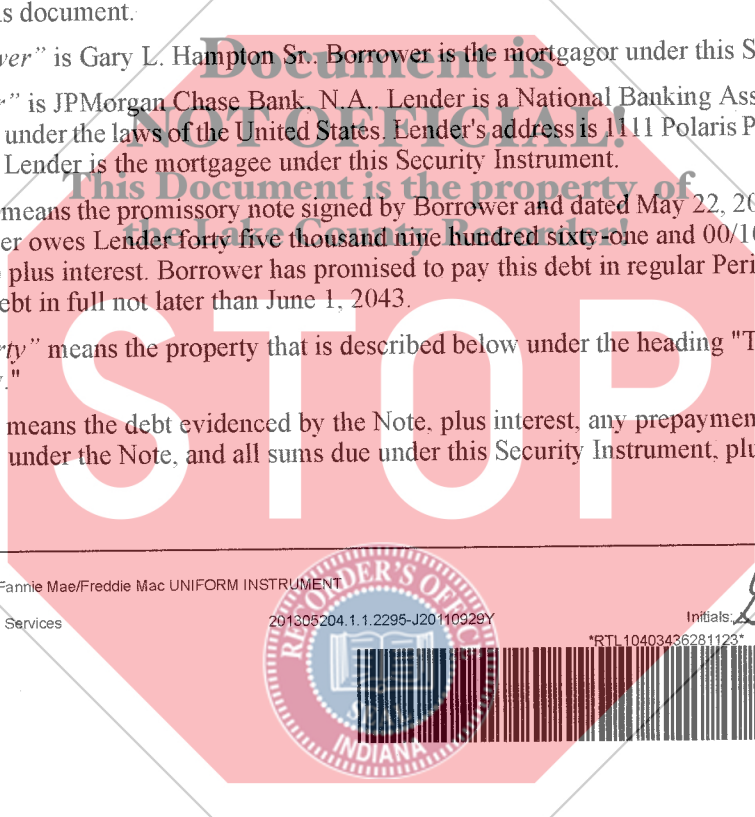 s document.
ver” is Gary L. Hampton Sr.. Borrower is the mortgagor under this S
Document is
r” is JPMorgan Chase Bank, N.A.. Lender is a National Banking Ass
NOT OFFICIAL!
under the laws of the United States. Lender's address is 1111 Polaris P
Lender is the mortgagee under this Security Instrument.
This Document is the property of
means the promissory note signed by Borrower and dated May 22, 20
the Lake County Recorder!
er owes Lender forty five thousand nine hundred sixty-one and 00/10
plus interest. Borrower has promised to pay this debt in regular Peri
ebt in full not later than June 1, 2043.
STOP
rty” means the property that is described below under the heading "T
y."
means the debt evidenced by the Note, plus interest, any prepaymen
under the Note, and all sums due under this Security Instrument, plu
Fannie Mae/Freddie Mac UNIFORM INSTRUMENT
Services 201305204.1.1.2295-J20110929Y Initials:
*RTL10403436281123*
RECORDER'S OFFICE
SEAL
INDIANA